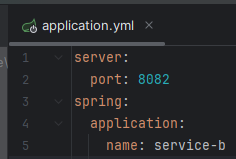 application.yml
1 server:
2   port: 8082
3 spring:
4   application:
5     name: service-b